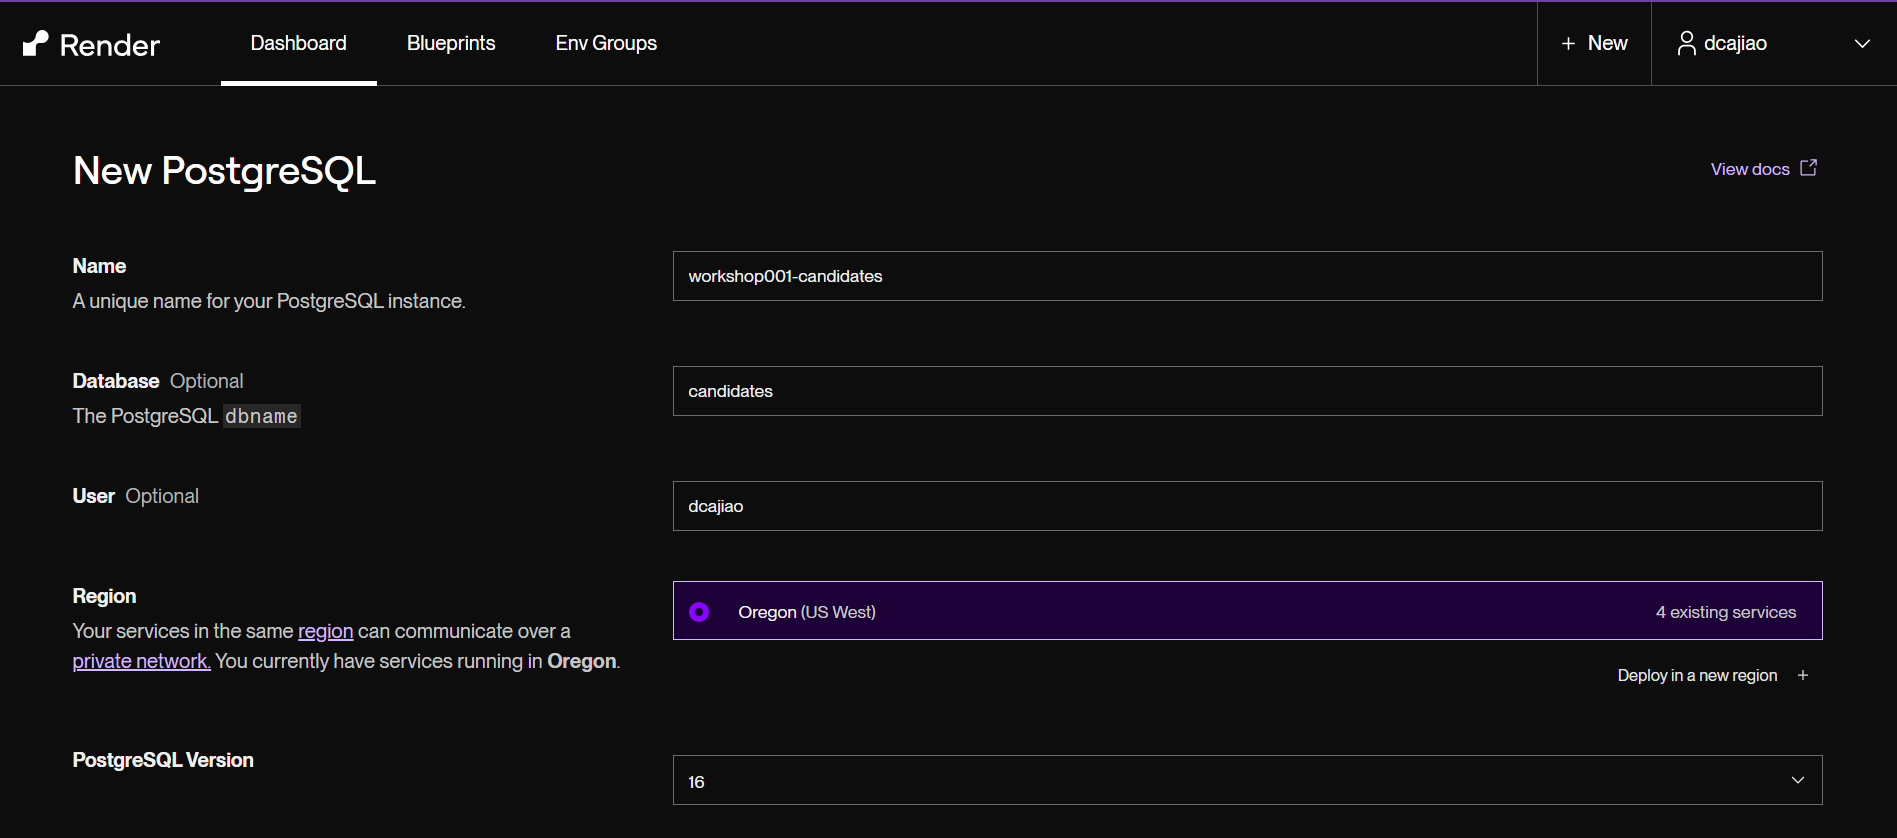 Render
Dashboard
Blueprints
Env Groups
+ New
dcajiao
New PostgreSQL
View docs
Name
A unique name for your PostgreSQL instance.
workshop001-candidates
Database Optional
The PostgreSQL dbname
candidates
User Optional
dcajiao
Region
Your services in the same region can communicate over a
private network. You currently have services running in Oregon.
Oregon (US West)
4 existing services
Deploy in a new region +
PostgreSQL Version
16